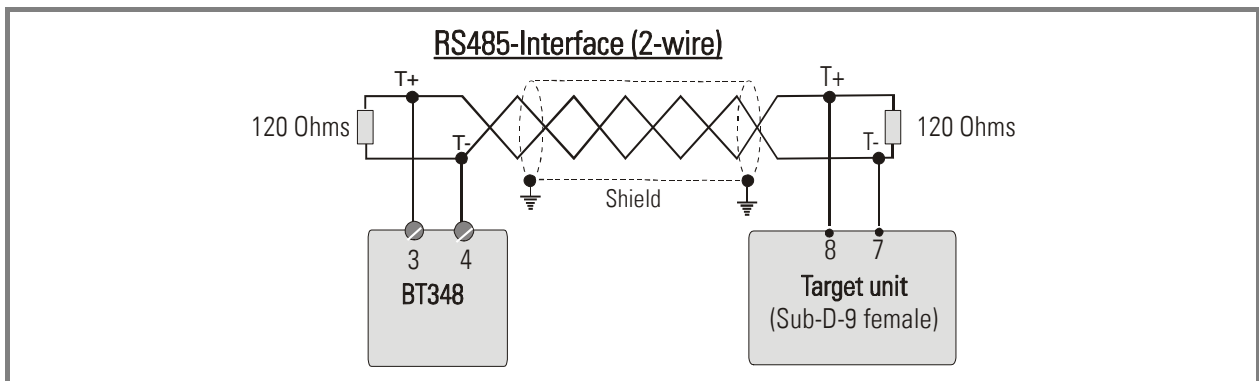 RS485-Interface (2-wire)
T+
T+
120 Ohms
T-
T-
120 Ohms
Shield
3
4
8
7
BT348
Target unit
(Sub-D-9 female)